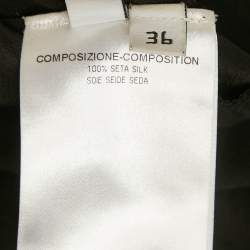 36
COMPOSIZIONE-COMPOSITION
100% SETA SILK
SOIE SEIDE SEDA